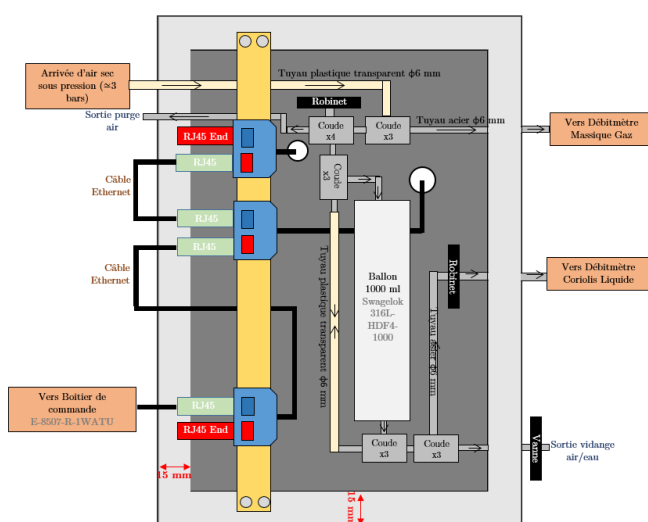 Arrivée d'air sec
sous pression (≃3
bars)
Tuyau plastique transparent ϕ6 mm
Sortie purge
air
Robinet
Tuyau acier ϕ6 mm
Vers Débitmètre
Massique Gaz
RJ45 End
Coude
x4
Coude
x3
RJ45
Câble
Ethernet
Coude
x3
RJ45
RJ45
Câble
Ethernet
Tuyau plastique transparent ϕ6 mm
Ballon
1000 ml
Swagelok
316L-
HDF4-
1000
Robinet
Tuyau acier ϕ6 mm
Vers Débitmètre
Coriolis Liquide
Vers Boitier de
commande
E-8507-R-1WATU
RJ45
RJ45 End
Coude
x3
Coude
x3
Vanne
Sortie vidange
air/eau
15 mm
15 mm